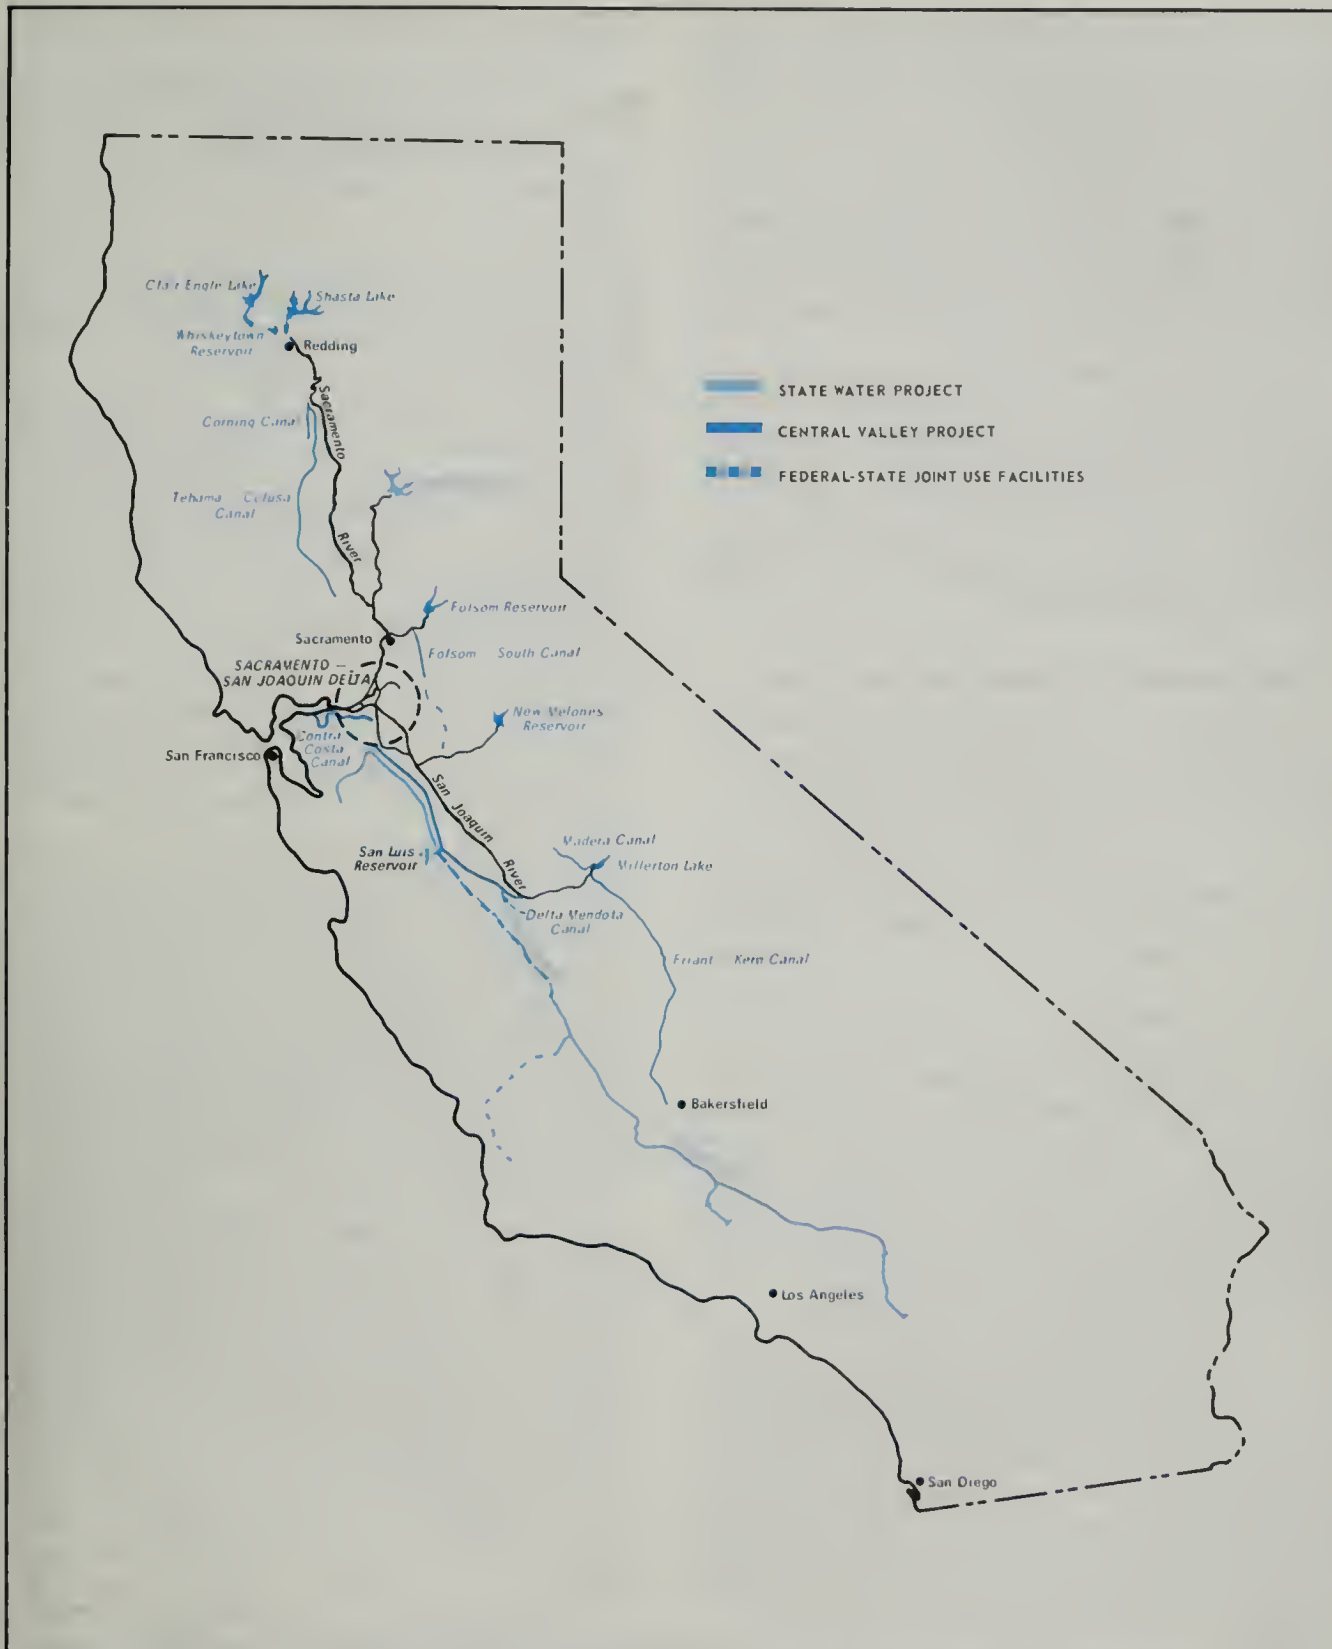 Clair Engle Lake
Shasta Lake
Whiskeytown
Reservoir
Redding
Sacramento
River
Corning Canal
Tehama Colusa
Canal
STATE WATER PROJECT
CENTRAL VALLEY PROJECT
FEDERAL-STATE JOINT USE FACILITIES
Folsom Reservoir
Sacramento
Folsom South Canal
SACRAMENTO –
SAN JOAQUIN DELTA
New Melones
Reservoir
Contra
Costa
Canal
San Francisco
San Joaquin
River
San Luis
Reservoir
Madera Canal
Millerton Lake
Delta Mendota
Canal
Friant Kern Canal
Bakersfield
Los Angeles
San Diego